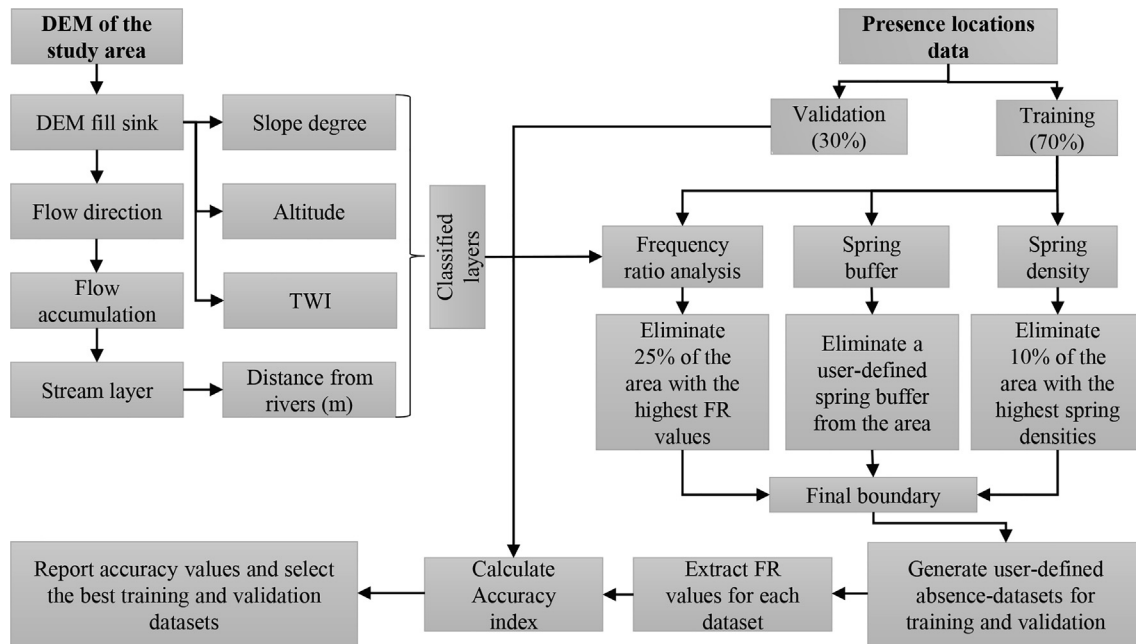 DEM of the
study area
DEM fill sink
Flow direction
Flow
accumulation
Stream layer
Slope degree
Altitude
TWI
Distance from
rivers (m)
Classified
layers
Presence locations
data
Validation
(30%)
Training
(70%)
Frequency
ratio analysis
Spring
buffer
Spring
density
Eliminate
25% of the
area with the
highest FR
values
Eliminate a
user-defined
spring buffer
from the area
Eliminate
10% of the
area with the
highest spring
densities
Final boundary
Generate user-defined
absence-datasets for
training and validation
Extract FR
values for each
dataset
Calculate
Accuracy
index
Report accuracy values and select
the best training and validation
datasets